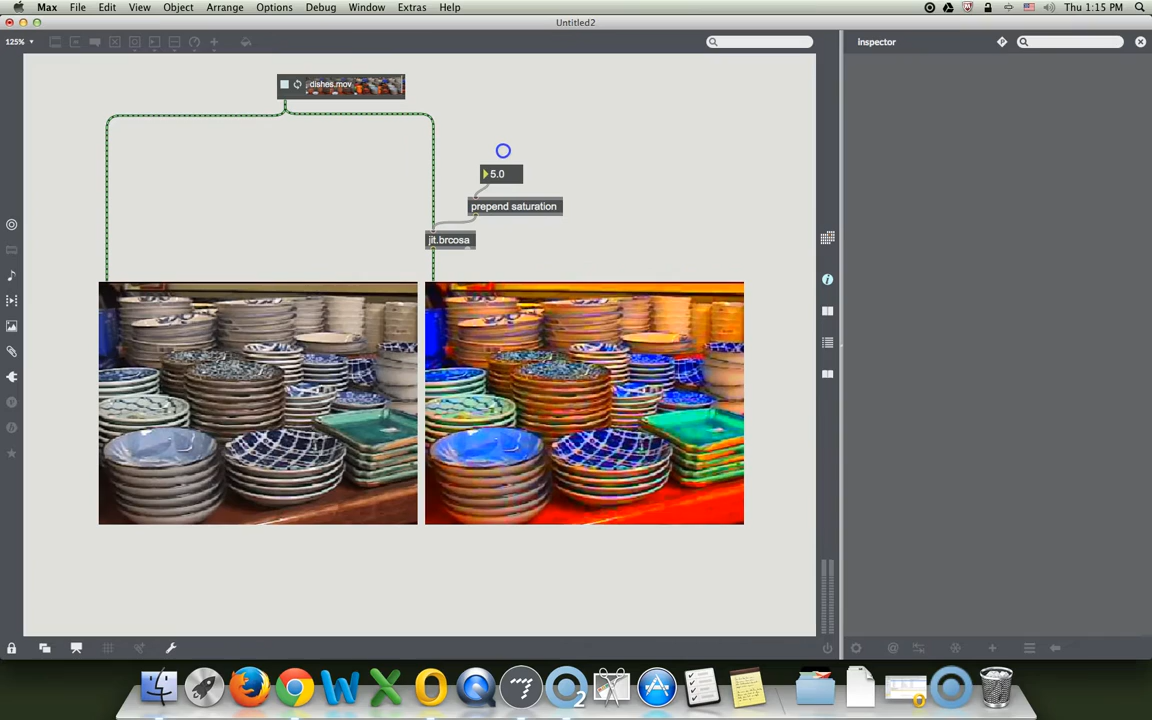 Max File Edit View Object Arrange Options Debug Window Extras Help Thu 1:15 PM
Untitled2
125%
inspector
dishes.mov
5.0
prepend saturation
jit.brcosa
2